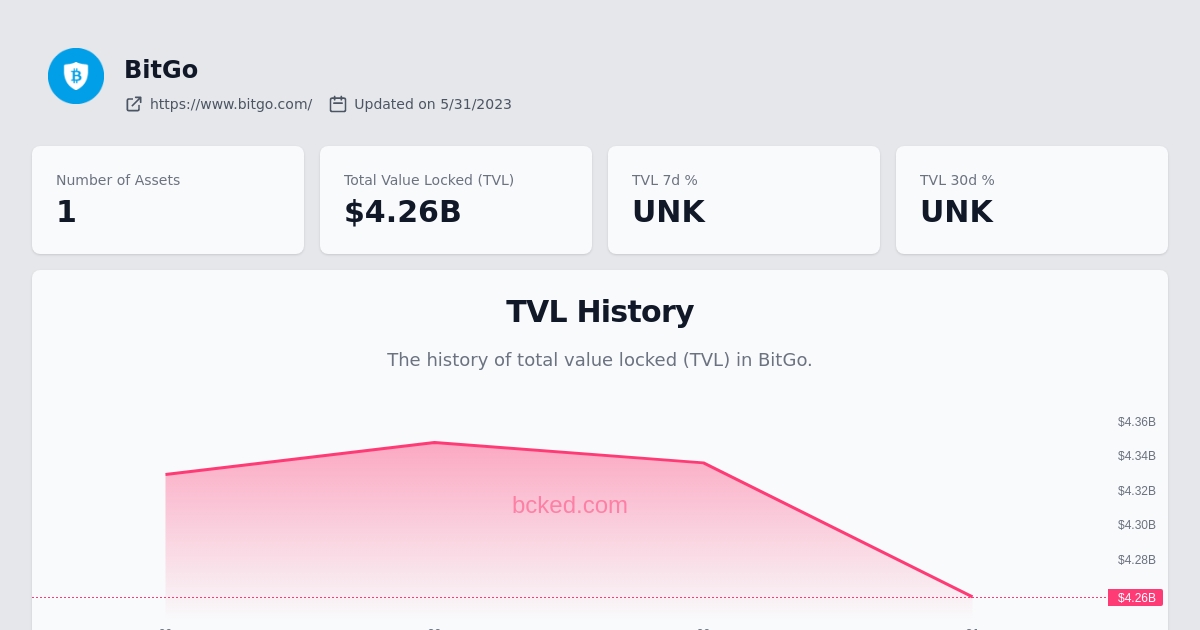 BitGo
https://www.bitgo.com/ Updated on 5/31/2023
Number of Assets
1
Total Value Locked (TVL)
$4.26B
TVL 7d %
UNK
TVL 30d %
UNK
TVL History
The history of total value locked (TVL) in BitGo.
$4.36B
$4.34B
$4.32B
$4.30B
$4.28B
$4.26B
bcked.com